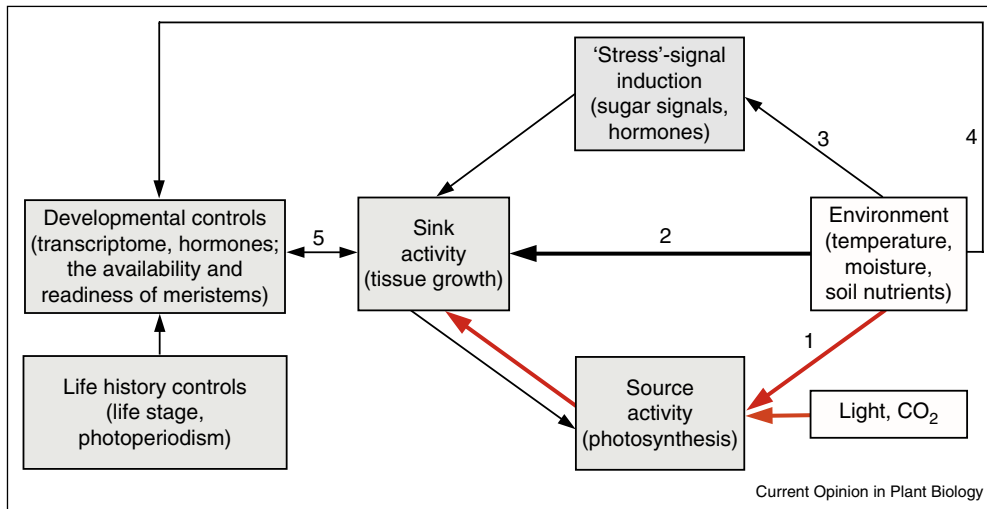 'Stress'-signal
induction
(sugar signals,
hormones)
3
4
Developmental controls
(transcriptome, hormones;
the availability and
readiness of meristems)
5
Sink
activity
(tissue growth)
2
Environment
(temperature,
moisture,
soil nutrients)
1
Life history controls
(life stage,
photoperiodism)
Source
activity
(photosynthesis)
Light, CO₂
Current Opinion in Plant Biology